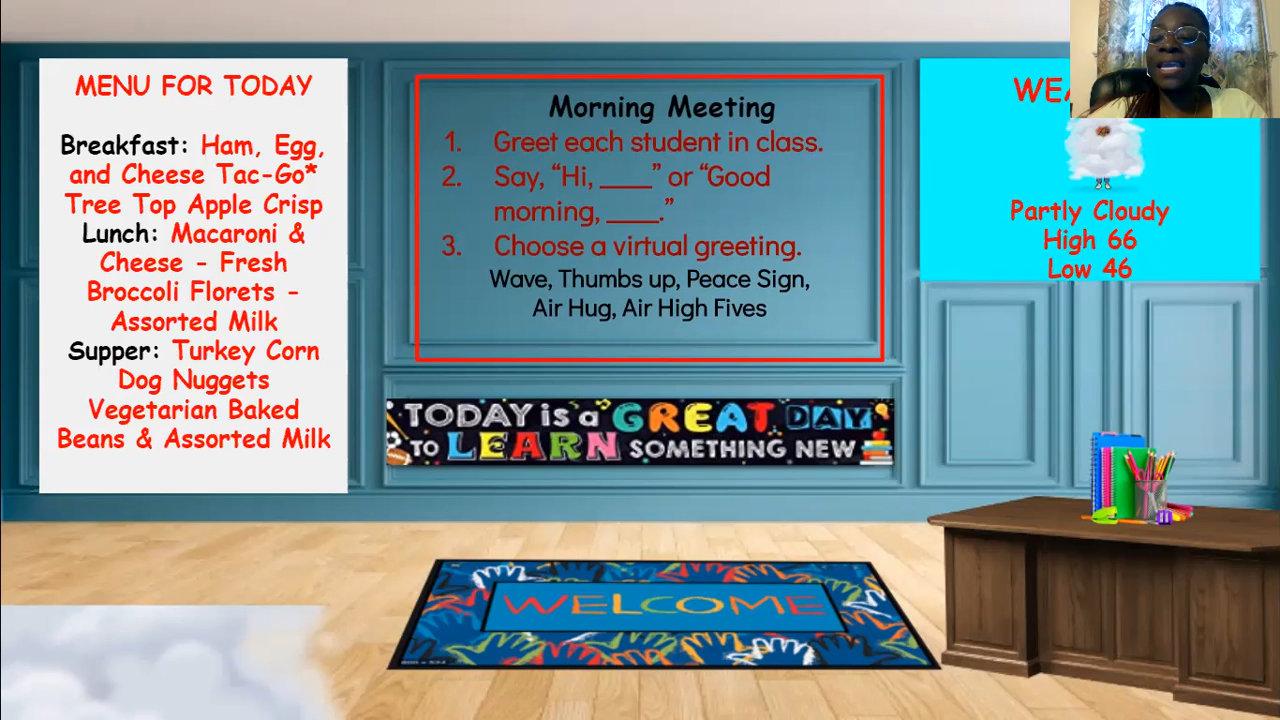 MENU FOR TODAY
Breakfast: Ham, Egg,
and Cheese Tac-Go*
Tree Top Apple Crisp
Lunch: Macaroni &
Cheese - Fresh
Broccoli Florets -
Assorted Milk
Supper: Turkey Corn
Dog Nuggets
Vegetarian Baked
Beans & Assorted Milk
Morning Meeting
1. Greet each student in class.
2. Say, “Hi, ____” or “Good
morning, ____.”
3. Choose a virtual greeting.
Wave, Thumbs up, Peace Sign,
Air Hug, Air High Fives
TODAY is a GREAT DAY
TO LEARN SOMETHING NEW
Partly Cloudy
High 66
Low 46
WELCOME